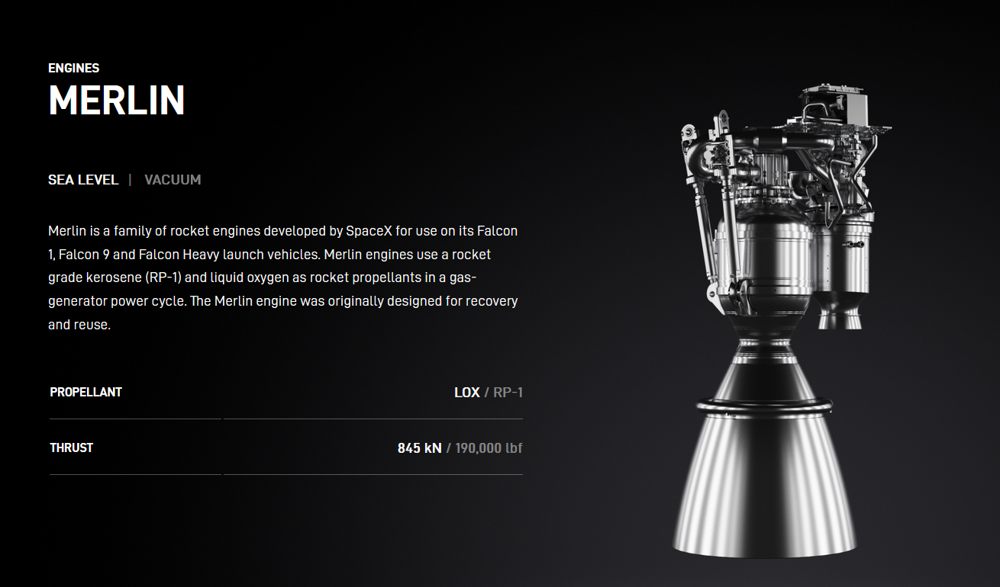 ENGINES
MERLIN
SEA LEVEL | VACUUM
Merlin is a family of rocket engines developed by SpaceX for use on its Falcon
1, Falcon 9 and Falcon Heavy launch vehicles. Merlin engines use a rocket
grade kerosene (RP-1) and liquid oxygen as rocket propellants in a gas-
generator power cycle. The Merlin engine was originally designed for recovery
and reuse.
PROPELLANT LOX / RP-1
THRUST 845 kN / 190,000 lbf